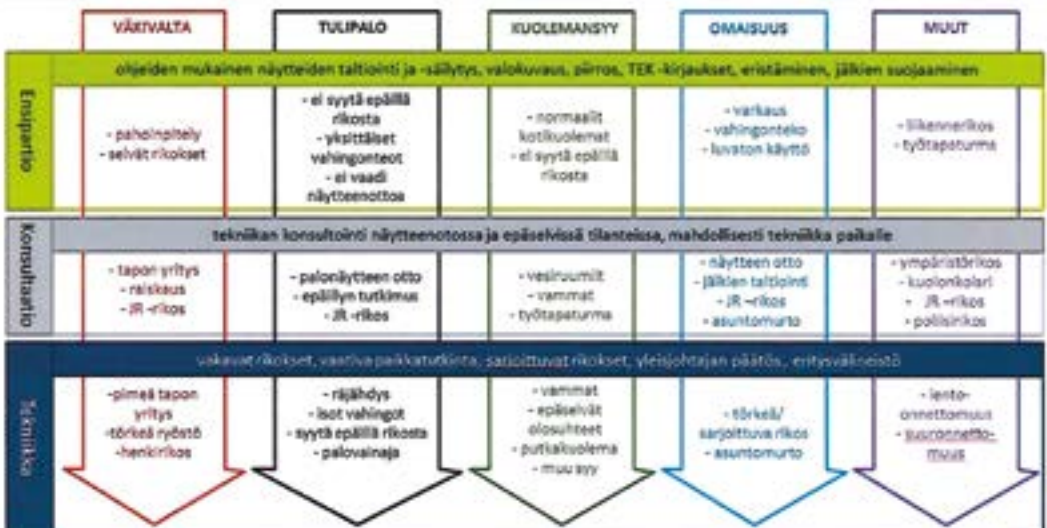 VÄKIVALTA
TULIPALO
KUOLEMANSYY
OMAISUUS
MUUT
Ensipartio
ohjeiden mukainen näytteiden taltiointi ja -säilytys, valokuvaus, piirros, TEK -kirjaukset, eristäminen, jälkien suojaaminen
- pahoinpitely
- selvät rikokset
- ei syytä epäillä
rikosta
- yksittäiset
vahingonteot
- ei vaadi
näytteenottoa
- normaalit
kotikuolemat
- ei syytä epäillä
rikosta
- varkaus
- vahingonteko
- luvaton käyttö
- liikennerikos
- työtapaturma
Konsultaatio
tekniikan konsultointi näytteenotossa ja epäselvissä tilanteissa, mahdollisesti tekniikka paikalle
- tapon yritys
- raiskaus
- JR -rikos
- palonäytteen otto
- epäillyn tutkimus
- JR -rikos
- vesiruumiit
- vammat
- työtapaturma
- näytteen otto
- jälkien taltiointi
- JR -rikos
- asuntomurto
- ympäristörikos
- kuolonkolari
- JR -rikos
- poliisirikos
Tekniikka
vakavat rikokset, vaativa paikkatutkinta, sarjoittuvat rikokset, yleisjohtajan päätös, erityisvälineistö
-pimeä tapon
yritys
-törkeä ryöstö
-henkirikos
- räjähdys
- isot vahingot
- syytä epäillä rikosta
- palovainaja
- vammat
- epäselvät
olosuhteet
- putkakuolema
- muu syy
- törkeä/
sarjoittuva rikos
- asuntomurto
- lento-
onnettomuus
- suuronnetto-
muus